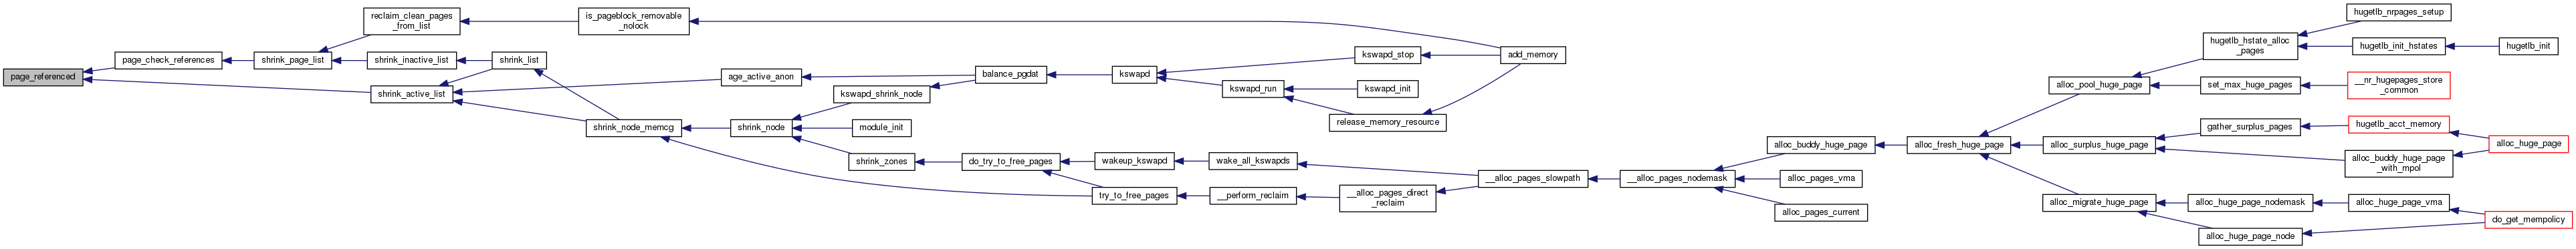 page_referenced
page_check_references
shrink_page_list
reclaim_clean_pages
_from_list
is_pageblock_removable
_nolock
add_memory
shrink_inactive_list
shrink_list
shrink_node_memcg
shrink_active_list
age_active_anon
balance_pgdat
kswapd
kswapd_stop
kswapd_run
kswapd_init
release_memory_resource
shrink_node
kswapd_shrink_node
module_init
shrink_zones
do_try_to_free_pages
wakeup_kswapd
wake_all_kswapds
__alloc_pages_slowpath
try_to_free_pages
__perform_reclaim
__alloc_pages_direct
_reclaim
__alloc_pages_nodemask
alloc_buddy_huge_page
alloc_pages_vma
alloc_pages_current
alloc_fresh_huge_page
alloc_pool_huge_page
hugetlb_hstate_alloc
_pages
hugetlb_nrpages_setup
hugetlb_init_hstates
hugetlb_init
set_max_huge_pages
__nr_hugepages_store
_common
alloc_surplus_huge_page
gather_surplus_pages
hugetlb_acct_memory
alloc_huge_page
alloc_buddy_huge_page
_with_mpol
alloc_migrate_huge_page
alloc_huge_page_nodemask
alloc_huge_page_vma
do_get_mempolicy
alloc_huge_page_node